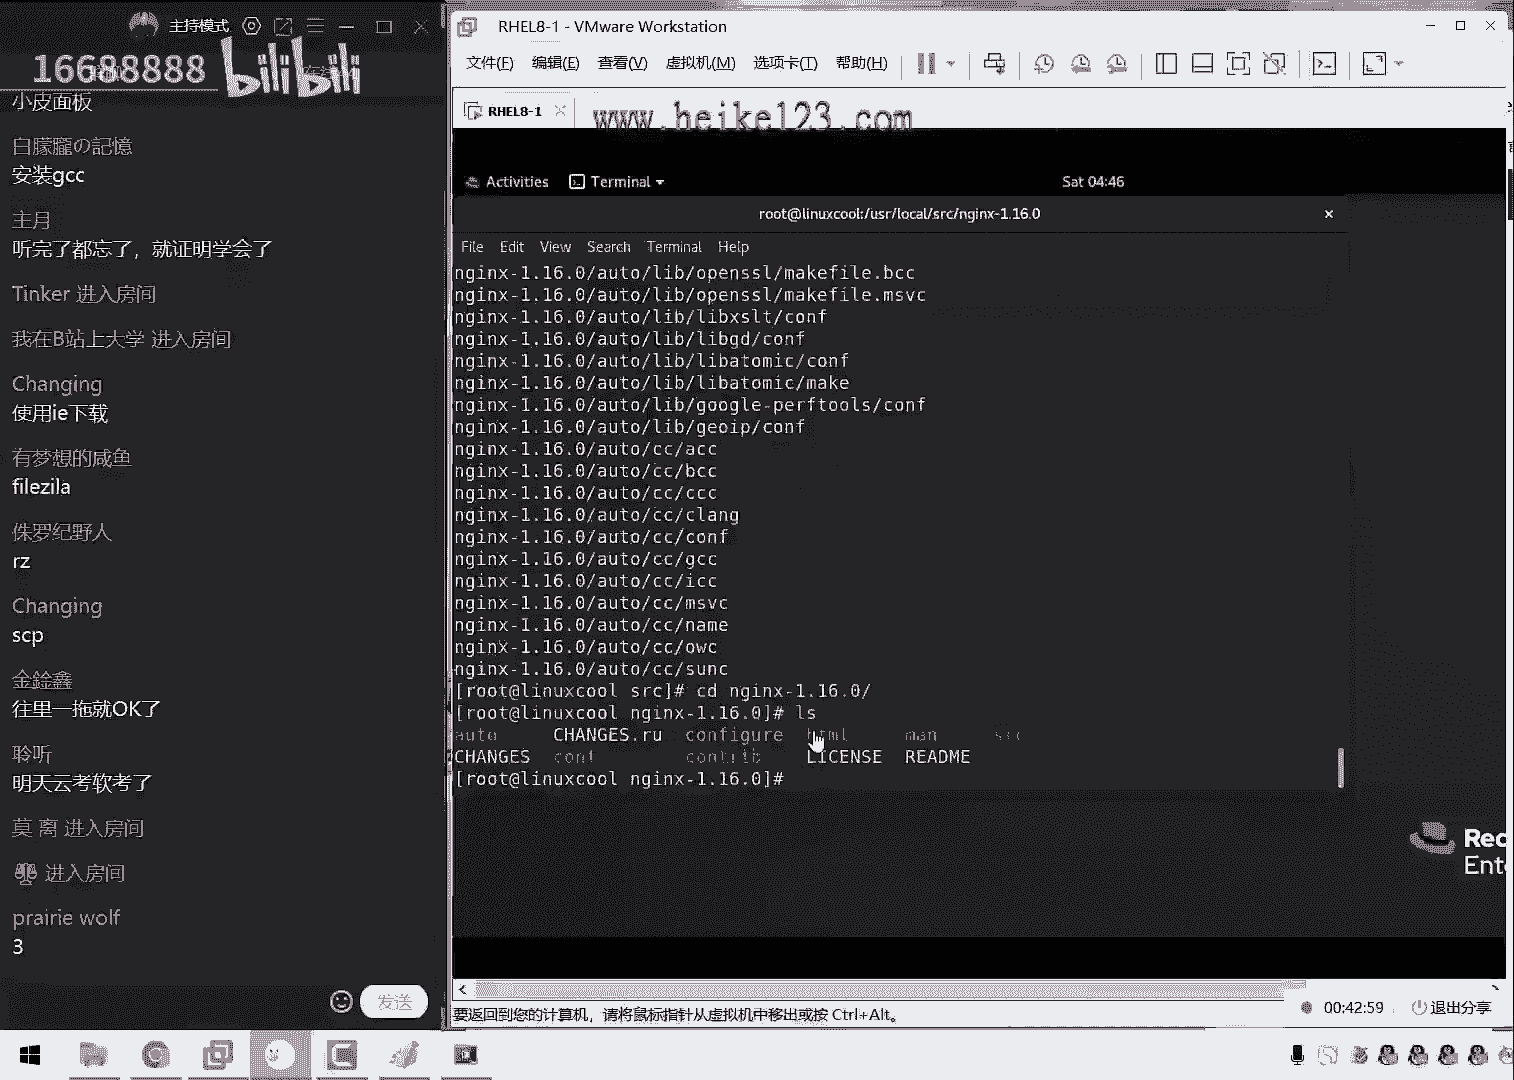 主持模式
16688888 bilibili
小皮面板
白朦朧の記憶
安装gcc
主月
听完了都忘了，就证明学会了
Tinker 进入房间
我在B站上大学 进入房间
Changing
使用ie下载
有梦想的咸鱼
filezila
侏罗纪野人
rz
Changing
scp
金錀鑫
往里一拖就OK了
聆听
明天云考软考了
莫 离 进入房间
进入房间
prairie wolf
3
发送
RHEL8-1 - VMware Workstation
文件(F) 编辑(E) 查看(V) 虚拟机(M) 选项卡(T) 帮助(H)
RHEL8-1
www.heike123.com
Activities Terminal Sat 04:46
root@linuxcool:/usr/local/src/nginx-1.16.0
File Edit View Search Terminal Help
nginx-1.16.0/auto/lib/openssl/makefile.bcc
nginx-1.16.0/auto/lib/openssl/makefile.msvc
nginx-1.16.0/auto/lib/libxslt/conf
nginx-1.16.0/auto/lib/libgd/conf
nginx-1.16.0/auto/lib/libatomic/conf
nginx-1.16.0/auto/lib/libatomic/make
nginx-1.16.0/auto/lib/google-perftools/conf
nginx-1.16.0/auto/lib/geoip/conf
nginx-1.16.0/auto/cc/acc
nginx-1.16.0/auto/cc/bcc
nginx-1.16.0/auto/cc/ccc
nginx-1.16.0/auto/cc/clang
nginx-1.16.0/auto/cc/conf
nginx-1.16.0/auto/cc/gcc
nginx-1.16.0/auto/cc/icc
nginx-1.16.0/auto/cc/msvc
nginx-1.16.0/auto/cc/name
nginx-1.16.0/auto/cc/owc
nginx-1.16.0/auto/cc/sunc
[root@linuxcool src]# cd nginx-1.16.0/
[root@linuxcool nginx-1.16.0]# ls
auto CHANGES.ru configure html man src
CHANGES conf contrib LICENSE README
[root@linuxcool nginx-1.16.0]#
Rec
Ent
要返回到您的计算机，请将鼠标指针从虚拟机中移出或按 Ctrl+Alt。
00:42:59 退出分享